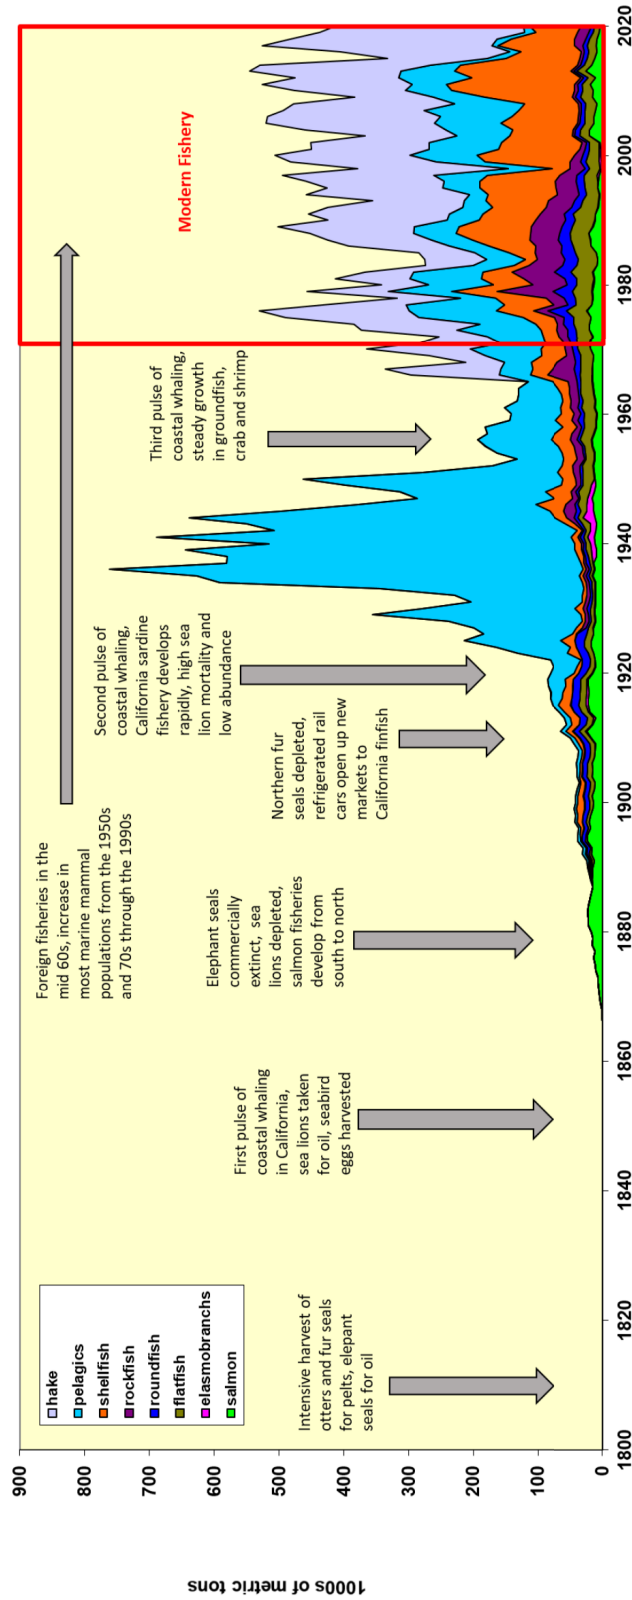 1000s of metric tons
900
800
700
600
500
400
300
200
100
0
1800
1820
1840
1860
1880
1900
1920
1940
1960
1980
2000
2020
hake
pelagics
shellfish
rockfish
roundfish
flatfish
elasmobranchs
salmon
Intensive harvest of
otters and fur seals
for pelts, elepant
seals for oil
First pulse of
coastal whaling
in California,
sea lions taken
for oil, seabird
eggs harvested
Elephant seals
commercially
extinct, sea
lions depleted,
salmon fisheries
develop from
south to north
Foreign fisheries in the
mid 60s, increase in
most marine mammal
populations from the 1950s
and 70s through the 1990s
Northern fur
seals depleted,
refrigerated rail
cars open up new
markets to
California finfish
Second pulse of
coastal whaling,
California sardine
fishery develops
rapidly, high sea
lion mortality and
low abundance
Third pulse of
coastal whaling,
steady growth
in groundfish,
crab and shrimp
Modern Fishery